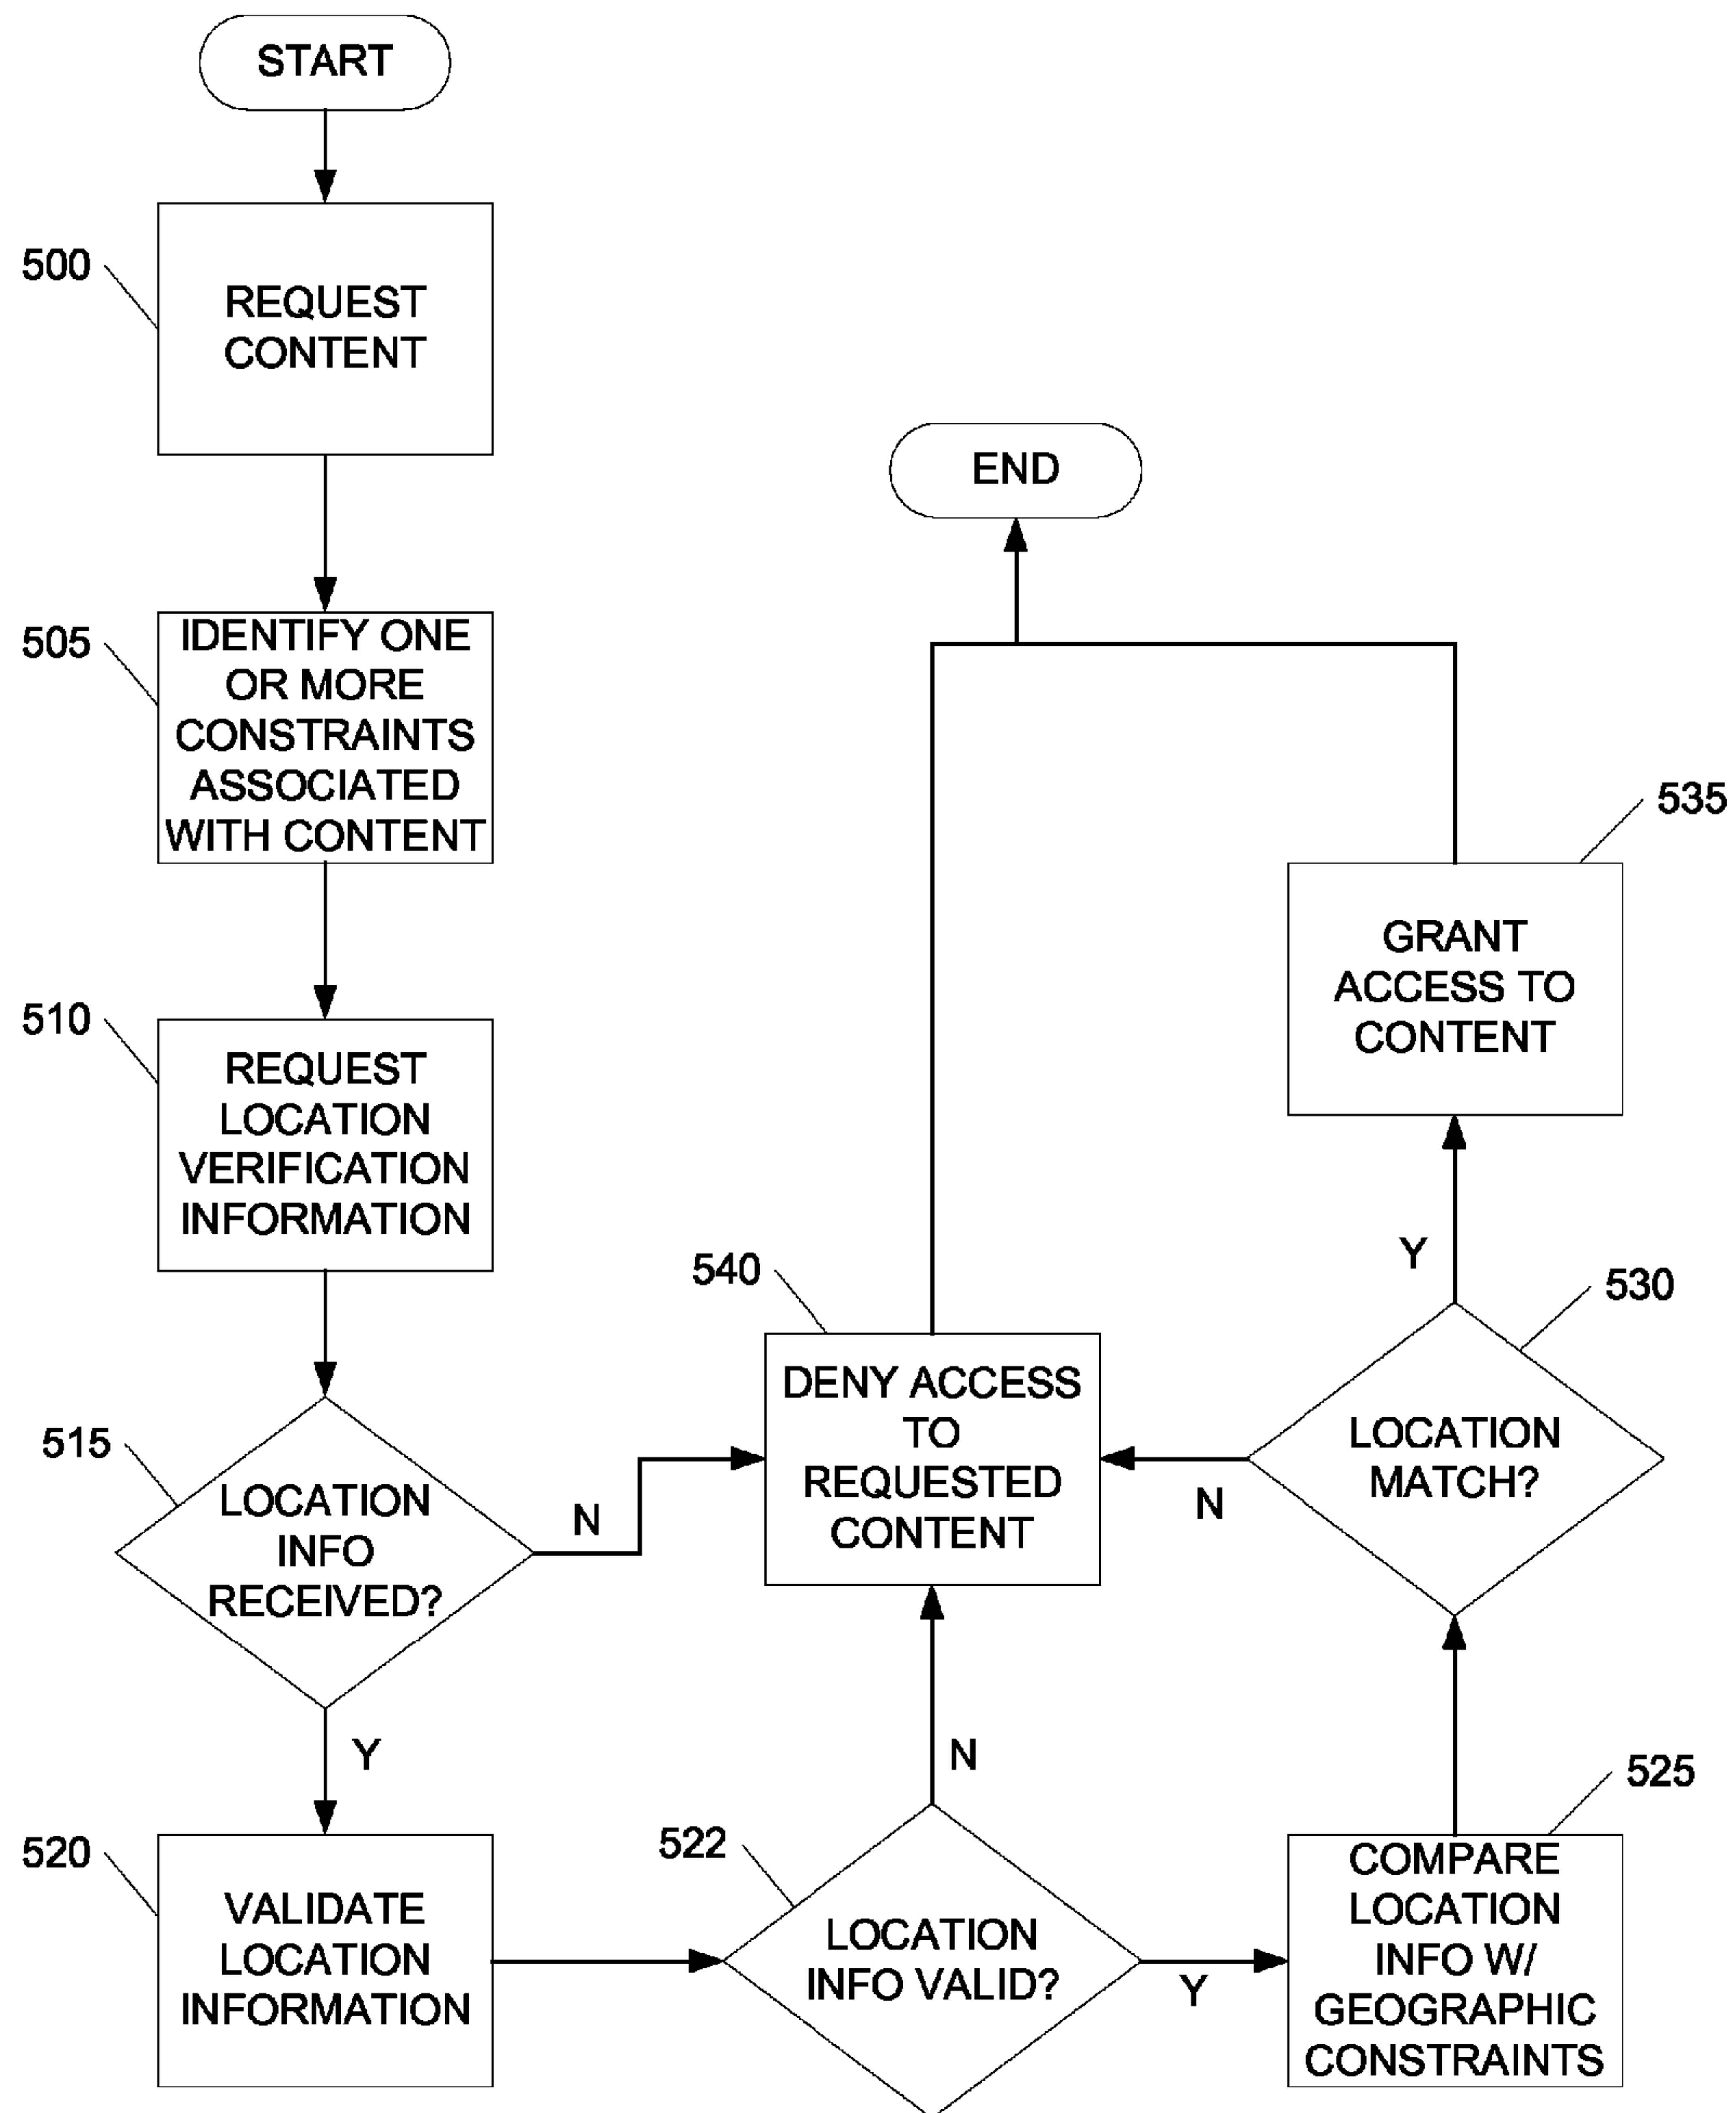 START
500
REQUEST
CONTENT
505
IDENTIFY ONE
OR MORE
CONSTRAINTS
ASSOCIATED
WITH CONTENT
510
REQUEST
LOCATION
VERIFICATION
INFORMATION
515
LOCATION
INFO
RECEIVED?
N
Y
520
VALIDATE
LOCATION
INFORMATION
522
LOCATION
INFO VALID?
N
Y
525
COMPARE
LOCATION
INFO W/
GEOGRAPHIC
CONSTRAINTS
530
LOCATION
MATCH?
N
Y
535
GRANT
ACCESS TO
CONTENT
540
DENY ACCESS
TO
REQUESTED
CONTENT
END